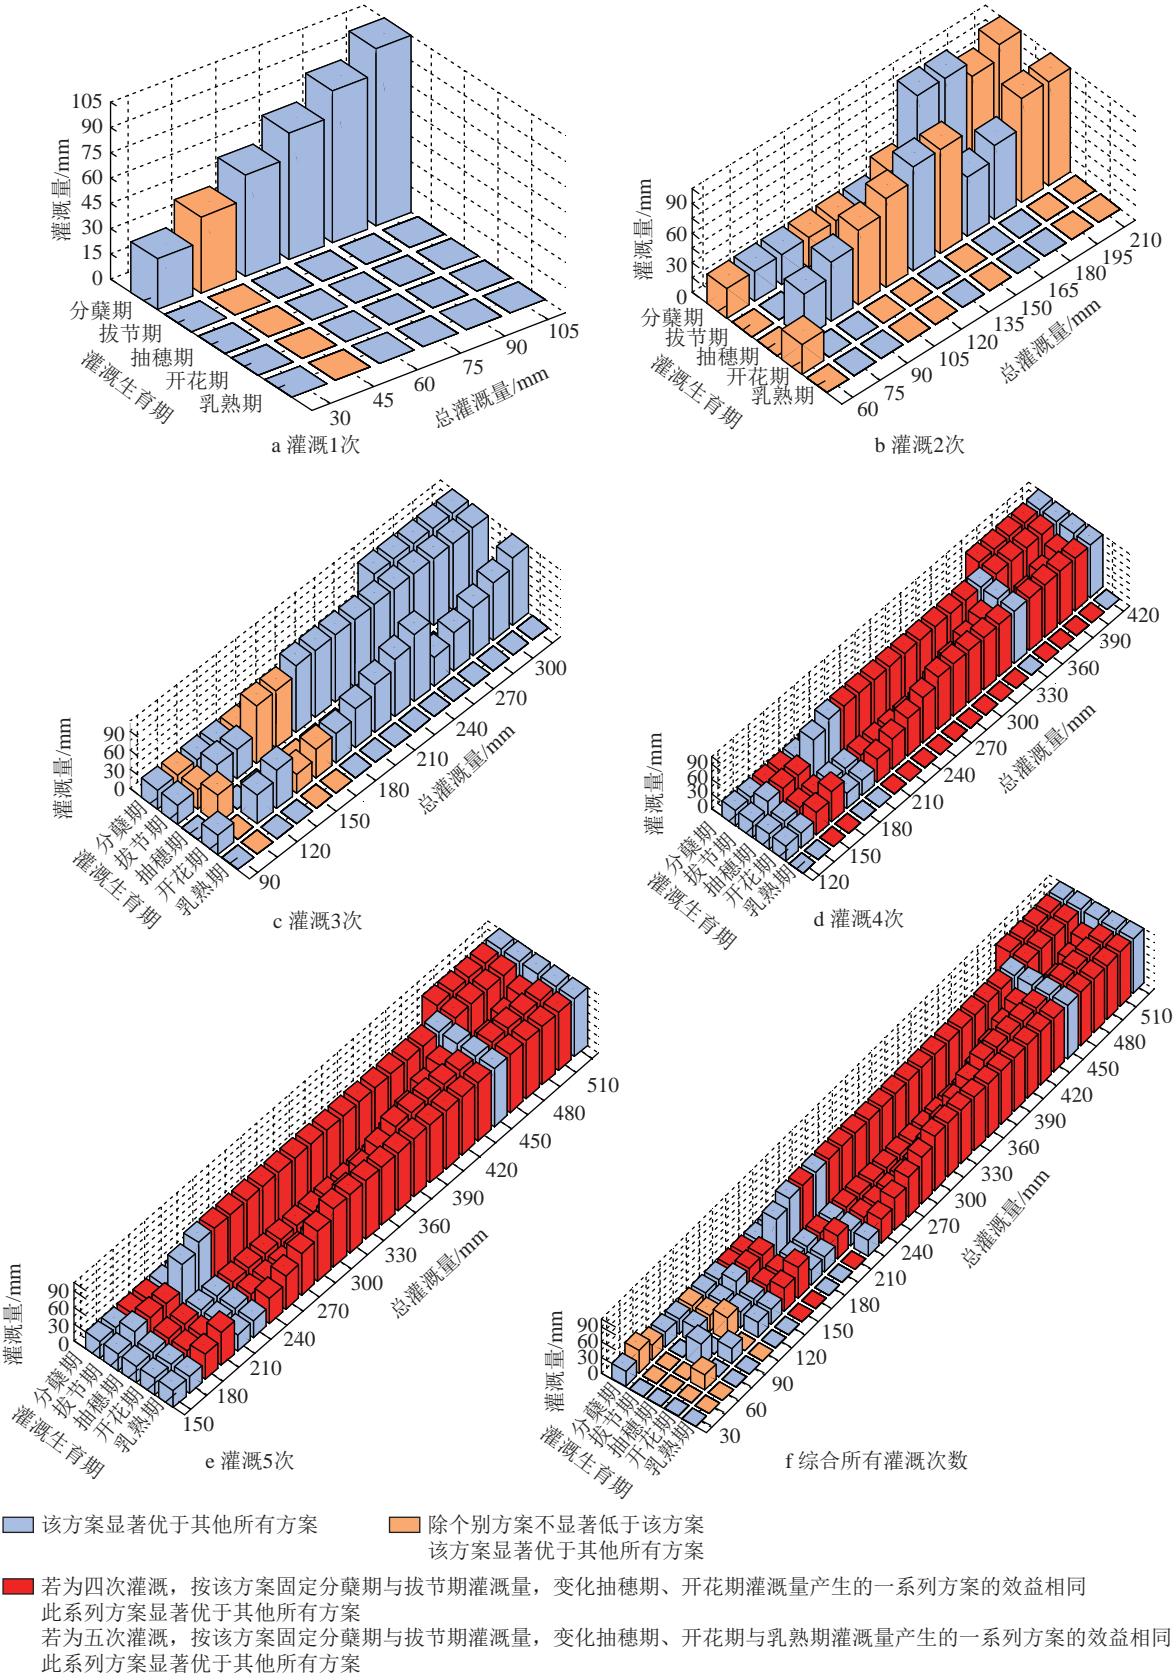 105
90
75
60
45
30
15
0
灌溉量/mm
分蘖期
拔节期
抽穗期
开花期
乳熟期
灌溉生育期
30
45
60
75
90
105
总灌溉量/mm
a 灌溉1次
90
60
30
0
灌溉量/mm
分蘖期
拔节期
抽穗期
开花期
乳熟期
灌溉生育期
60
75
90
105
120
135
150
165
180
195
210
总灌溉量/mm
b 灌溉2次
90
60
30
0
灌溉量/mm
分蘖期
拔节期
抽穗期
开花期
乳熟期
灌溉生育期
90
120
150
180
210
240
270
300
总灌溉量/mm
c 灌溉3次
90
60
30
0
灌溉量/mm
分蘖期
拔节期
抽穗期
开花期
乳熟期
灌溉生育期
120
150
180
210
240
270
300
330
360
390
420
总灌溉量/mm
d 灌溉4次
90
60
30
0
灌溉量/mm
分蘖期
拔节期
抽穗期
开花期
乳熟期
灌溉生育期
150
180
210
240
270
300
330
360
390
420
450
480
510
总灌溉量/mm
e 灌溉5次
90
60
30
0
灌溉量/mm
分蘖期
拔节期
抽穗期
开花期
乳熟期
灌溉生育期
30
60
90
120
150
180
210
240
270
300
330
360
390
420
450
480
510
总灌溉量/mm
f 综合所有灌溉次数
该方案显著优于其他所有方案
除个别方案不显著低于该方案
该方案显著优于其他所有方案
若为四次灌溉，按该方案固定分蘖期与拔节期灌溉量，变化抽穗期、开花期灌溉量产生的一系列方案的效益相同
此系列方案显著优于其他所有方案
若为五次灌溉，按该方案固定分蘖期与拔节期灌溉量，变化抽穗期、开花期与乳熟期灌溉量产生的一系列方案的效益相同
此系列方案显著优于其他所有方案